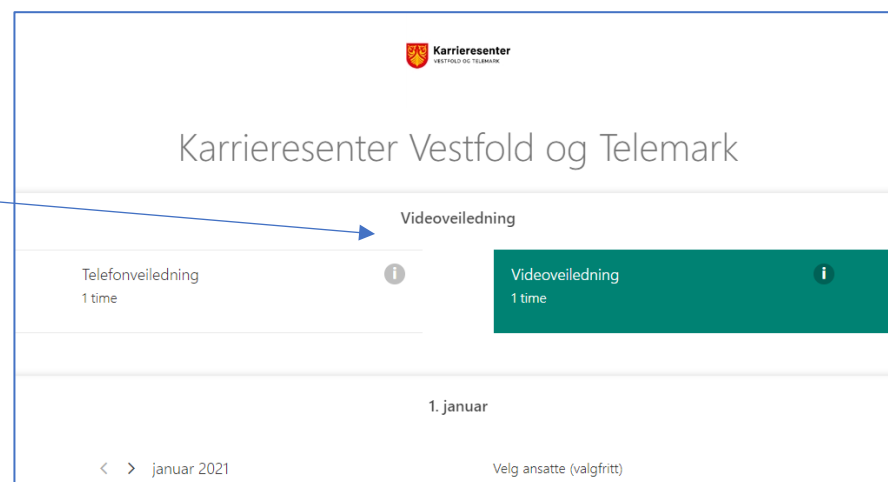 Karrieresenter
VESTFOLD OG TELEMARK
Karrieresenter Vestfold og Telemark
Videoveiledning
Telefonveiledning
1 time
Videoveiledning
1 time
1. januar
januar 2021
Velg ansatte (valgfritt)